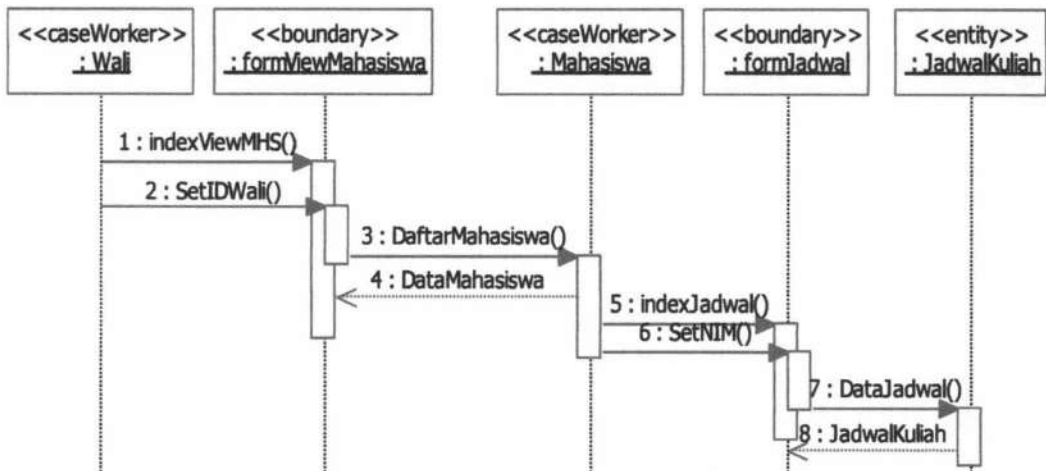 <<caseWorker>>
: Wali
<<boundary>>
: formViewMahasiswa
<<caseWorker>>
: Mahasiswa
<<boundary>>
: formJadwal
<<entity>>
: JadwalKuliah
1 : indexViewMHS()
2 : SetIDWali()
3 : DaftarMahasiswa()
4 : DataMahasiswa
5 : indexJadwal()
6 : SetNIM()
7 : DataJadwal()
8 : JadwalKuliah